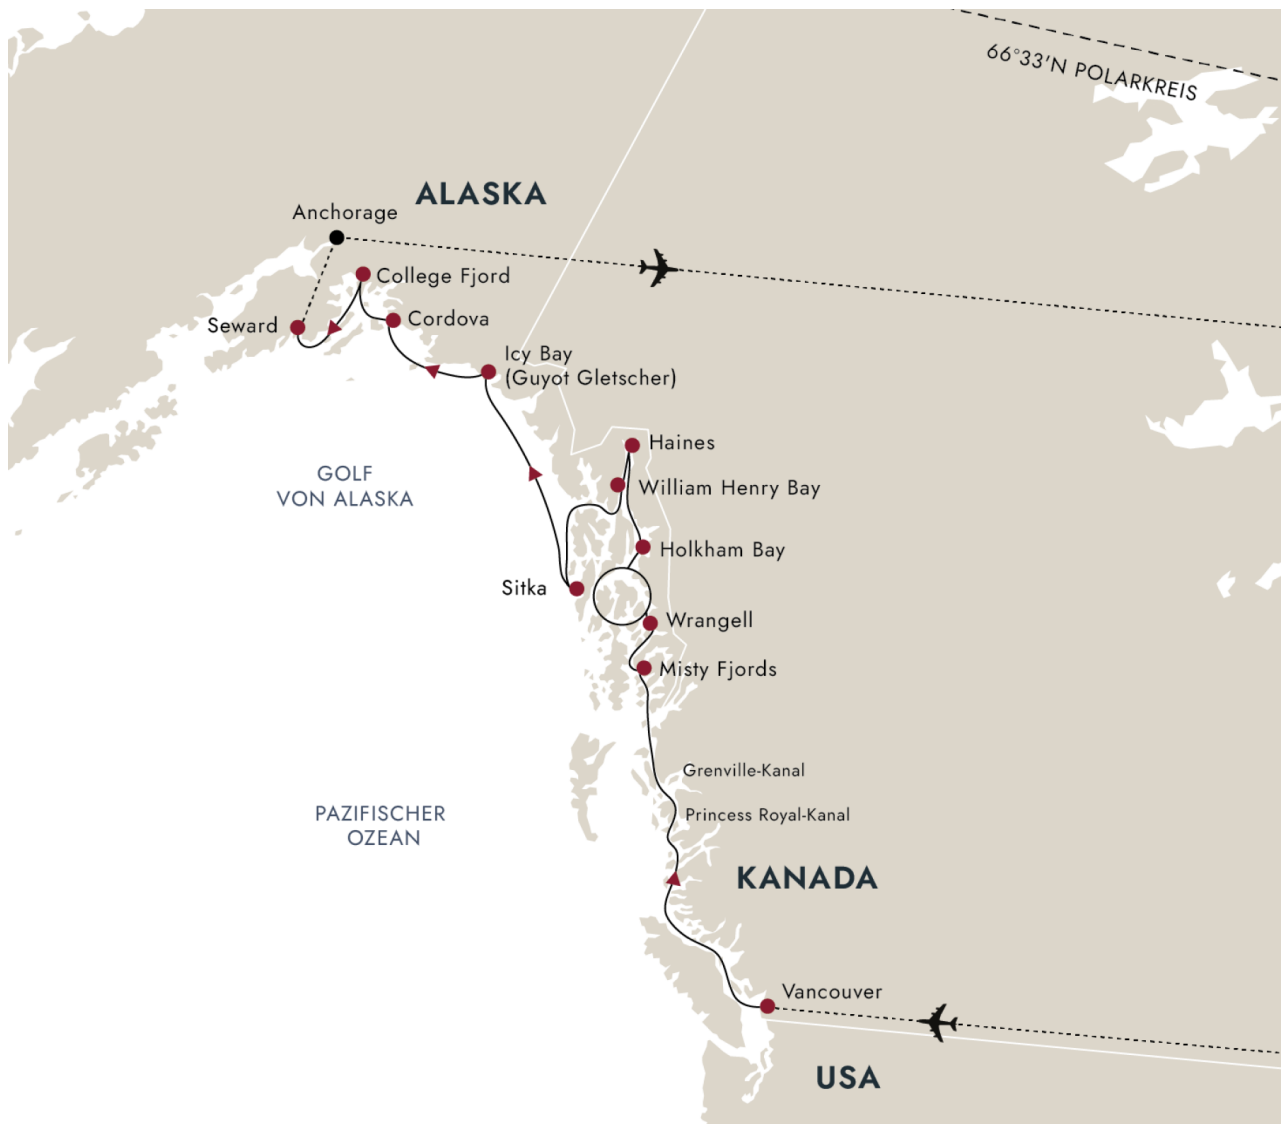 66°33'N POLARKREIS
ALASKA
Anchorage
College Fjord
Seward
Cordova
Icy Bay
(Guyot Gletscher)
Haines
GOLF
VON ALASKA
William Henry Bay
Holkham Bay
Sitka
Wrangell
Misty Fjords
Grenville-Kanal
PAZIFISCHER
OZEAN
Princess Royal-Kanal
KANADA
Vancouver
USA